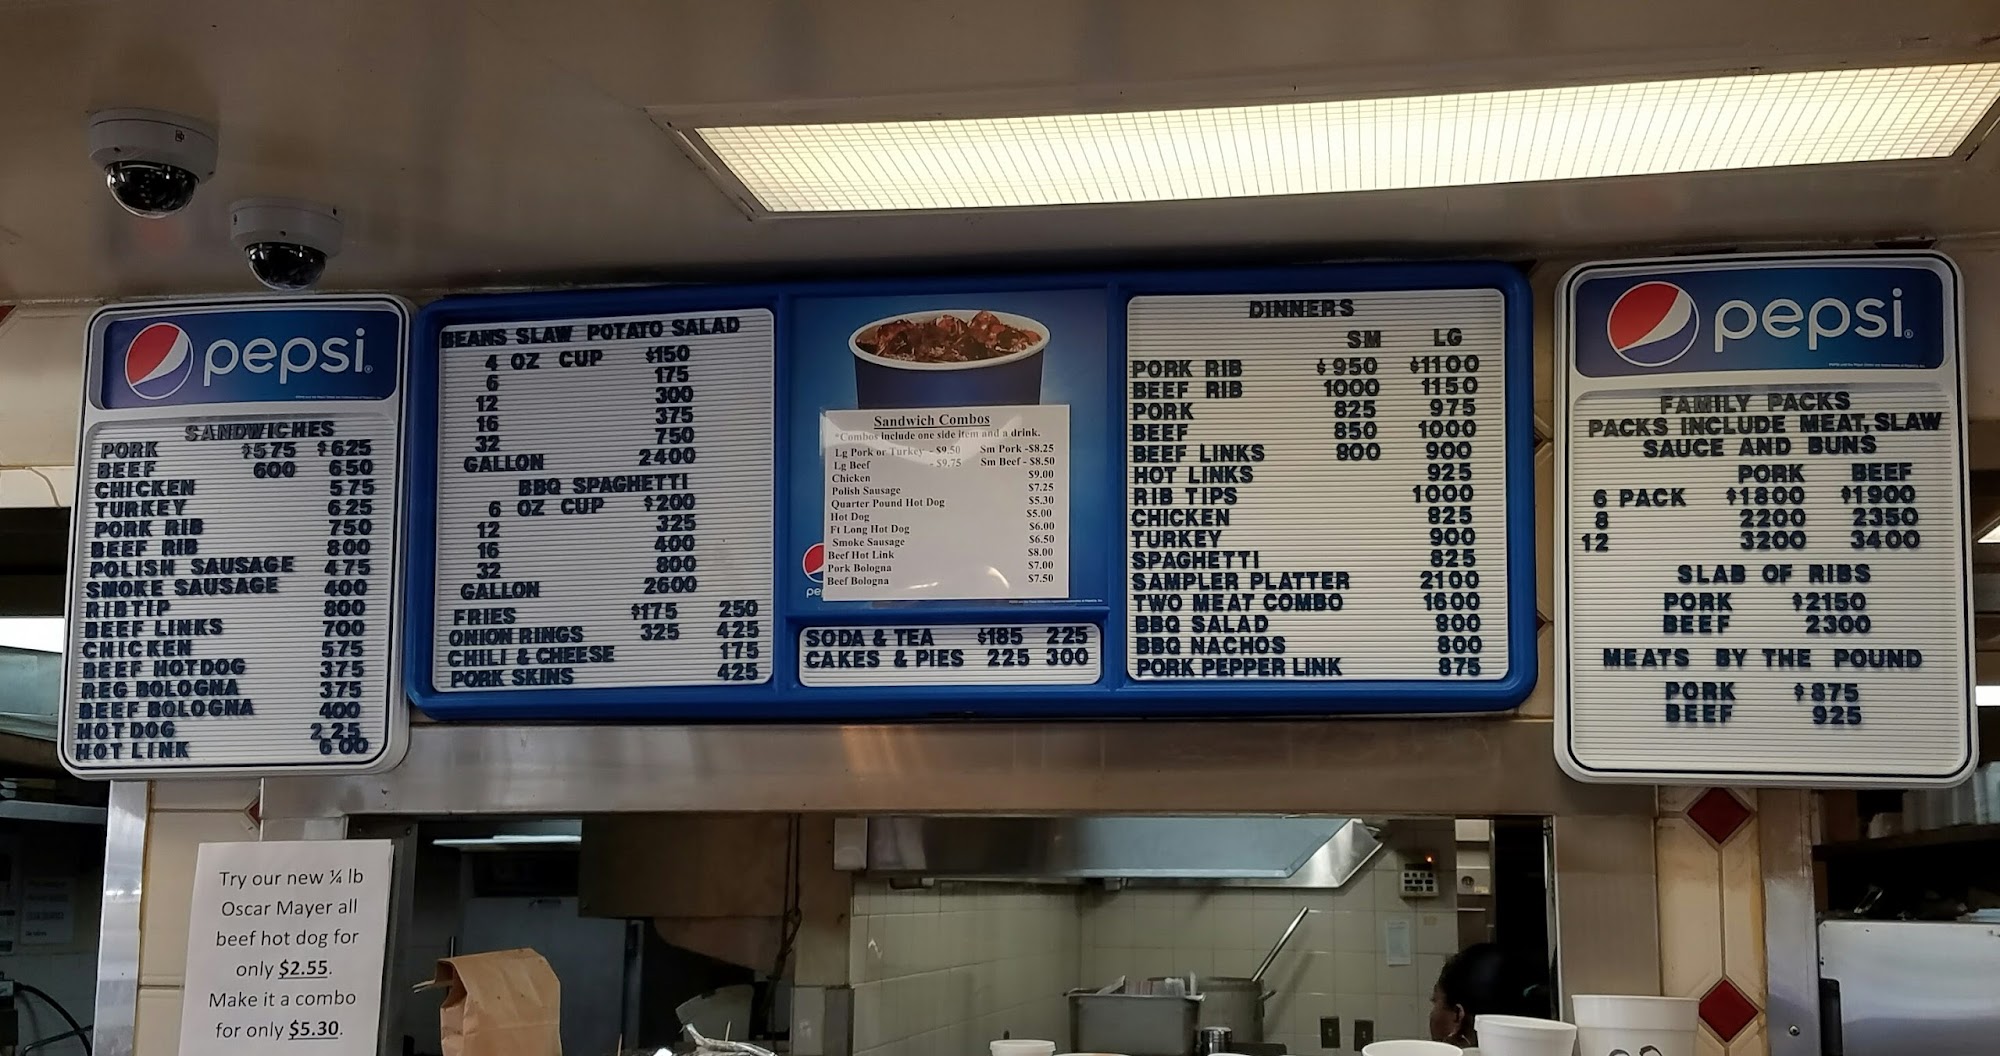 pepsi
SANDWICHES
PORK $575 $625
BEEF 600 650
CHICKEN 575
TURKEY 625
PORK RIB 750
BEEF RIB 800
POLISH SAUSAGE 475
SMOKE SAUSAGE 400
RIBTIP 800
BEEF LINKS 700
CHICKEN 575
BEEF HOTDOG 375
REG BOLOGNA 375
BEEF BOLOGNA 400
HOT DOG 225
HOT LINK 600
BEANS SLAW POTATO SALAD
4 OZ CUP $150
6 175
12 300
16 375
32 750
GALLON 2400
BBQ SPAGHETTI
6 OZ CUP $200
12 325
16 400
32 800
GALLON 2600
FRIES $175 250
ONION RINGS 325 425
CHILI & CHEESE 175
PORK SKINS 425
Sandwich Combos
*Combos include one side item and a drink.
Lg Pork or Turkey - $9.50 Sm Pork -$8.25
Lg Beef - $9.75 Sm Beef - $8.50
Chicken $9.00
Polish Sausage $7.25
Quarter Pound Hot Dog $5.30
Hot Dog $5.00
Ft Long Hot Dog $6.00
Smoke Sausage $6.50
Beef Hot Link $8.00
Pork Bologna $7.00
Beef Bologna $7.50
pe
SODA & TEA $185 225
CAKES & PIES 225 300
DINNERS
SM LG
PORK RIB $950 $1100
BEEF RIB 1000 1150
PORK 825 975
BEEF 850 1000
BEEF LINKS 800 900
HOT LINKS 925
RIB TIPS 1000
CHICKEN 825
TURKEY 900
SPAGHETTI 825
SAMPLER PLATTER 2100
TWO MEAT COMBO 1600
BBQ SALAD 800
BBQ NACHOS 800
PORK PEPPER LINK 875
pepsi
FAMILY PACKS
PACKS INCLUDE MEAT, SLAW
SAUCE AND BUNS
PORK BEEF
6 PACK $1800 $1900
8 2200 2350
12 3200 3400
SLAB OF RIBS
PORK $2150
BEEF 2300
MEATS BY THE POUND
PORK $875
BEEF 925
Try our new ¼ lb
Oscar Mayer all
beef hot dog for
only $2.55.
Make it a combo
for only $5.30.